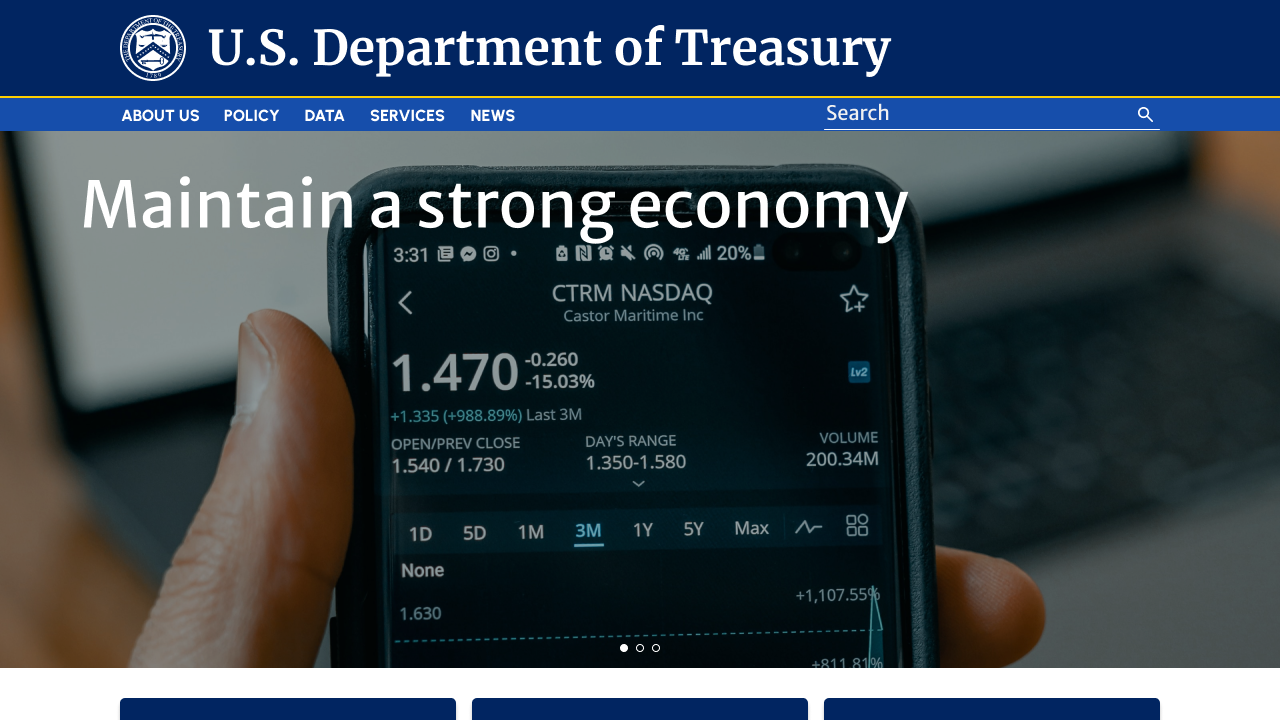 U.S. Department of Treasury
ABOUT US POLICY DATA SERVICES NEWS
Search
Maintain a strong economy
3:31 20%
CTRM NASDAQ
Castor Maritime Inc
1.470 -0.260
-15.03%
Lv2
+1.335 (+988.89%) Last 3M
OPEN/PREV CLOSE DAY'S RANGE VOLUME
1.540 / 1.730 1.350-1.580 200.34M
1D 5D 1M 3M 1Y 5Y Max
None
+1,107.55%
1.630
+811.81%